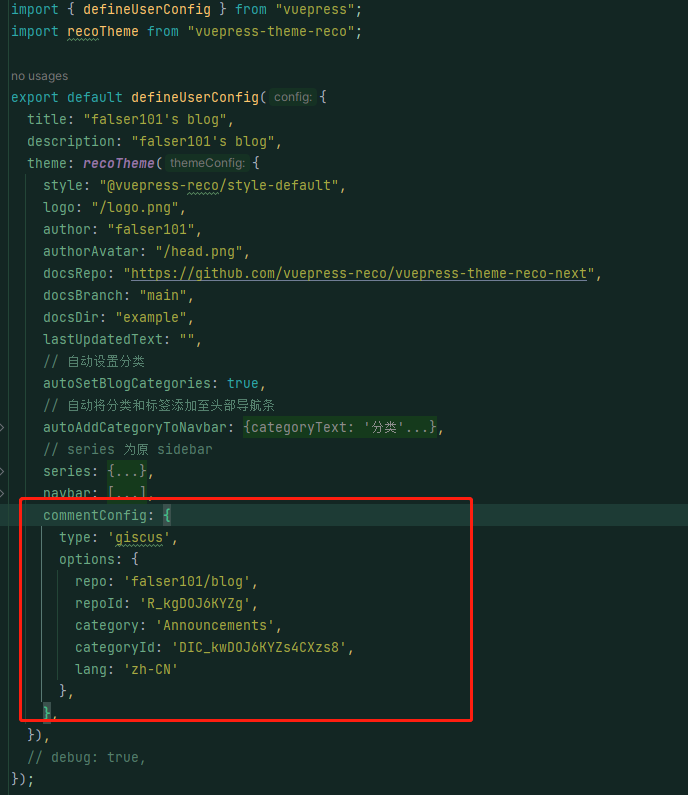 import { defineUserConfig } from "vuepress";
import recoTheme from "vuepress-theme-reco";
no usages
export default defineUserConfig( config: {
title: "falser101's blog",
description: "falser101's blog",
theme: recoTheme( themeConfig: {
style: "@vuepress-reco/style-default",
logo: "/logo.png",
author: "falser101",
authorAvatar: "/head.png",
docsRepo: "https://github.com/vuepress-reco/vuepress-theme-reco-next",
docsBranch: "main",
docsDir: "example",
lastUpdatedText: "",
// 自动设置分类
autoSetBlogCategories: true,
// 自动将分类和标签添加至头部导航条
autoAddCategoryToNavbar: {categoryText: '分类'...},
// series 为原 sidebar
series: {...},
navbar: [...],
commentConfig: {
type: 'giscus',
options: {
repo: 'falser101/blog',
repoId: 'R_kgDOJ6KYZg',
category: 'Announcements',
categoryId: 'DIC_kwDOJ6KYZs4CXzs8',
lang: 'zh-CN'
},
},
}),
// debug: true,
});